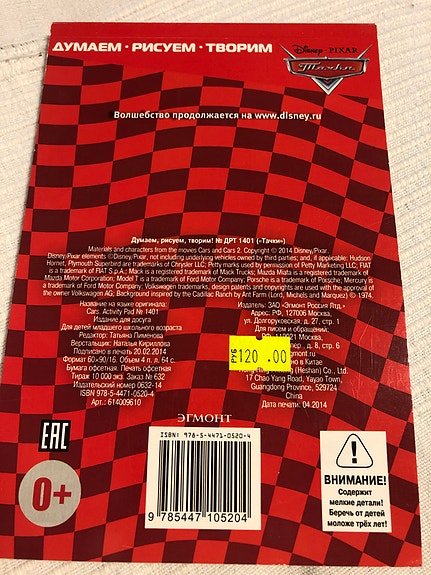 ДУМАЕМ · РИСУЕМ · ТВОРИМ
Disney · PIXAR
Тачки
Волшебство продолжается на www.disney.ru
Думаем, рисуем, творим! № ДРТ 1401 («Тачки»)
Materials and characters from the movies Cars and Cars 2. Copyright © 2014 Disney/Pixar.
Disney/Pixar elements ©Disney/Pixar, not including underlying vehicles owned by third parties; and, if applicable: Hudson
Hornet, Plymouth Superbird are trademarks of Chrysler LLC; Petty marks used by permission of Petty Marketing LLC; FIAT
is a trademark of FIAT S.p.A.; Mack is a registered trademark of Mack Trucks; Mazda Miata is a registered trademark of
Mazda Motor Corporation; Model T is a trademark of Ford Motor Company; Porsche is a trademark of Porsche; Mercury is
a trademark of Ford Motor Company; Volkswagen trademarks, design patents and copyrights are used with the approval of
the owner Volkswagen AG; Background inspired by the Cadillac Ranch by Ant Farm (Lord, Michels and Marquez) © 1974.
Название на языке оригинала:
Cars. Activity Pad № 1401
Издание для досуга
Для детей младшего школьного возраста
Редактор: Татьяна Пименова
Верстальщик: Наталья Кириллова
Подписано в печать 20.02.2014
Формат 60×90/16. Объем 4 п. л, 64 с.
Бумага офсетная. Печать офсетная
Тираж 10 000 экз. Заказ № 632
Издательский номер 0632-14
ISBN 978-5-4471-0520-4
Арт.: 614009610
Издатель: ЗАО «Эгмонт Россия Лтд.»
Адрес: РФ, 127006 Москва,
ул. Долгоруковская, д. 27, стр. 1
Для писем и обращений:
Москва
пер., д. 8, стр. 6
mont.ru
но в Китае
(Heshan) Co., Ltd.
17 Chao Yang Road, Yayao Town,
Guangdong Province, 529724
China
Дата печати: 04.2014
120.00
ЭГМОНТ
ISBN: 978-5-4471-0520-4
9 785447 105204
EAC
0+
ВНИМАНИЕ!
Содержит
мелкие детали!
Беречь от детей
моложе трёх лет!